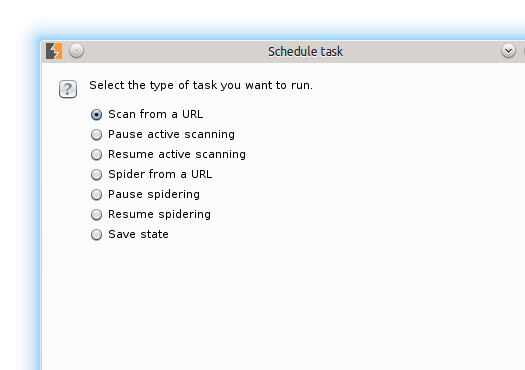 Schedule task
?
Select the type of task you want to run.
Scan from a URL
Pause active scanning
Resume active scanning
Spider from a URL
Pause spidering
Resume spidering
Save state